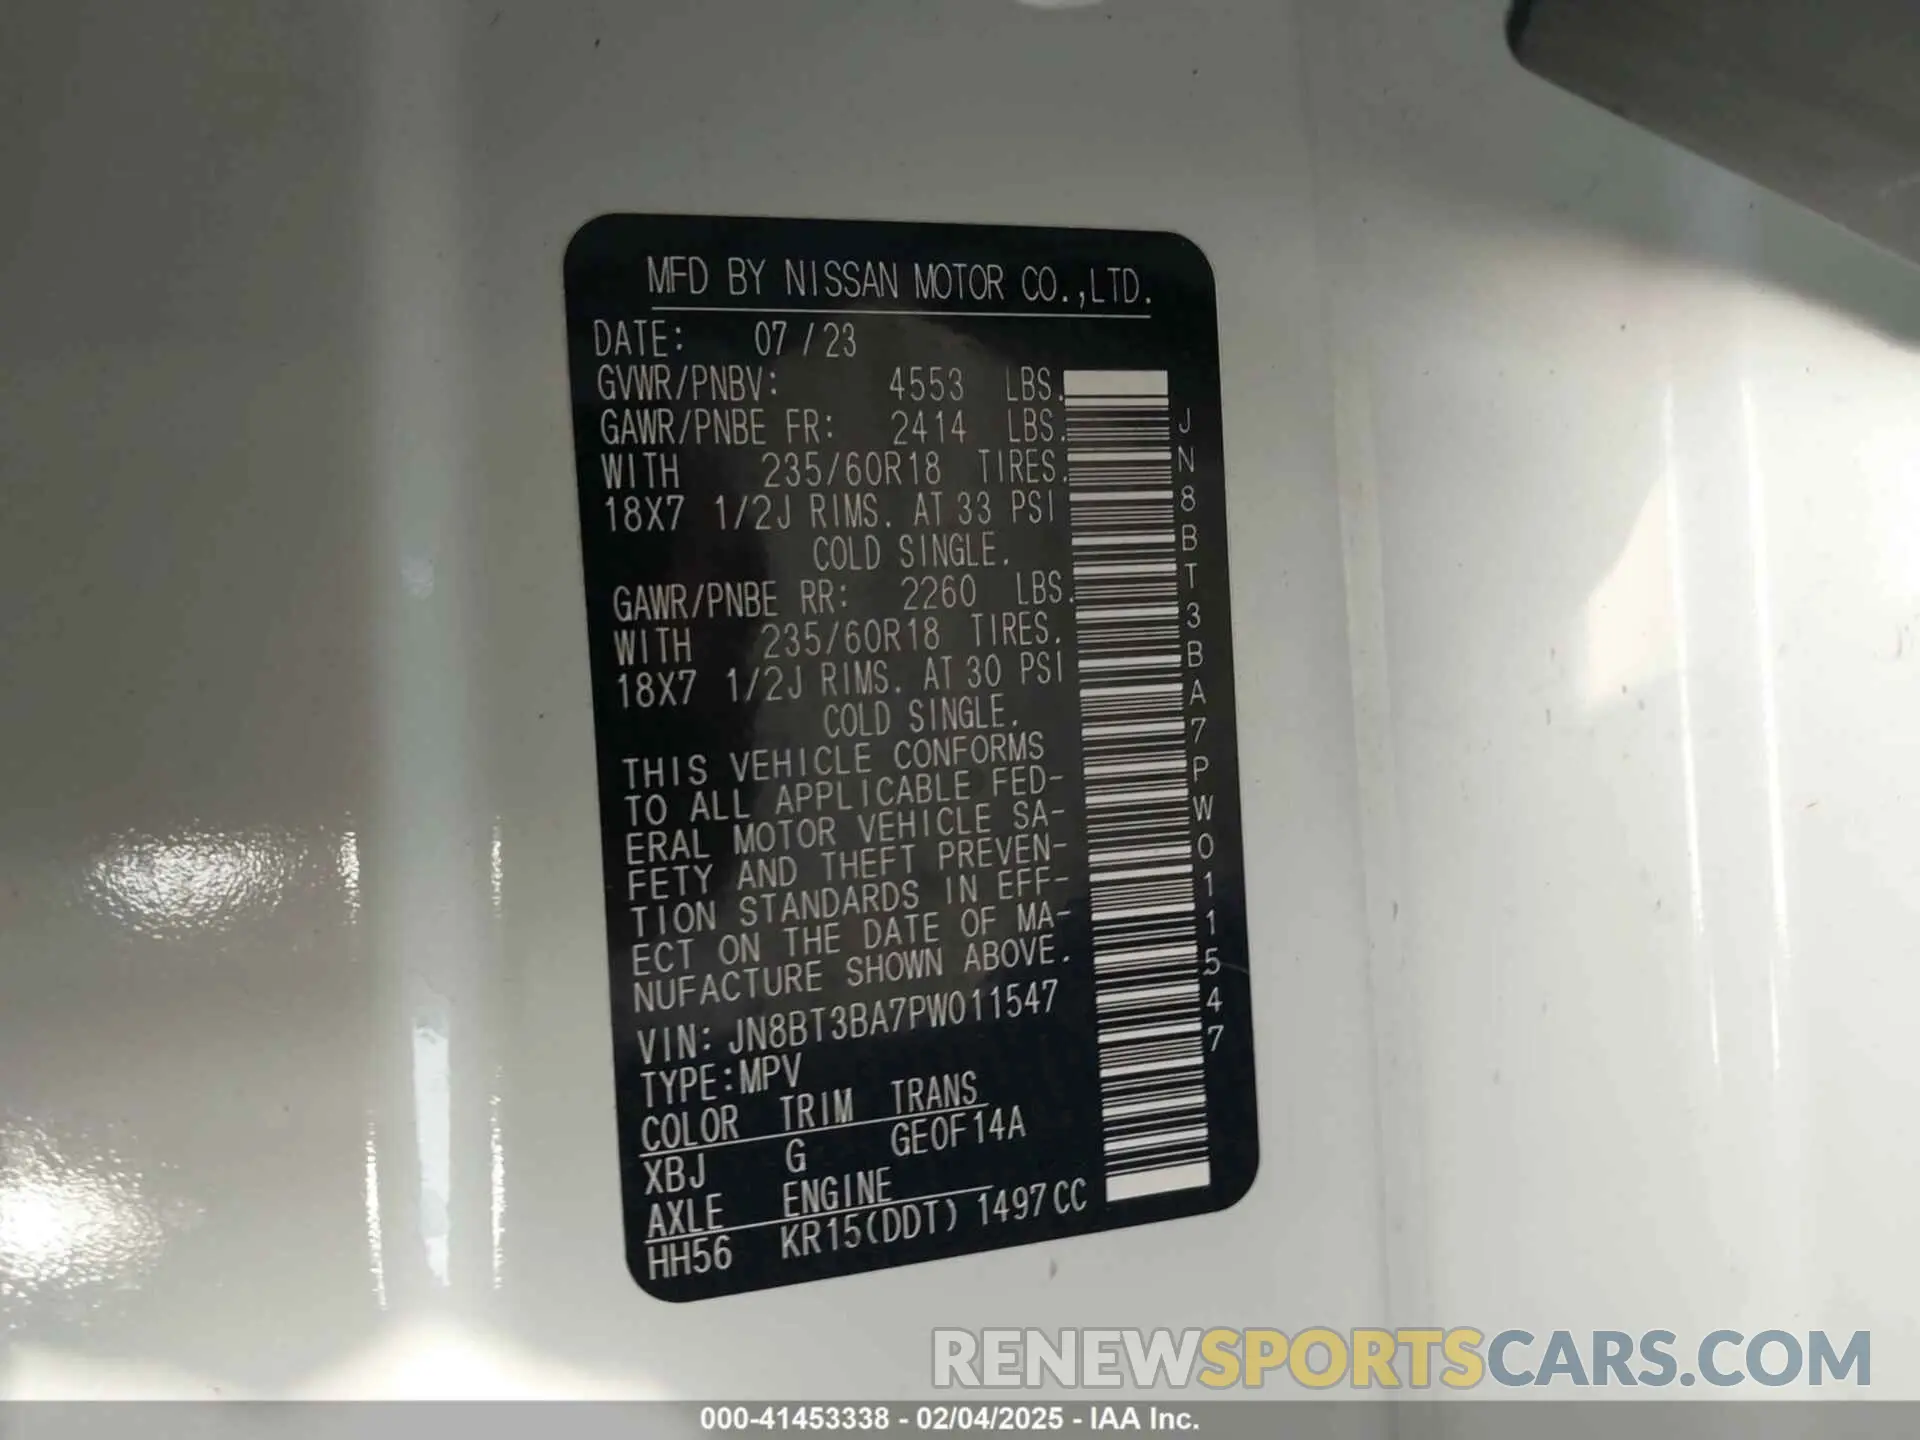 MFD BY NISSAN MOTOR CO.,LTD.
DATE: 07 / 23
GVWR/PNBV: 4553 LBS.
GAWR/PNBE FR: 2414 LBS.
WITH 235/60R18 TIRES.
18X7 1/2J RIMS. AT 33 PSI
COLD SINGLE.
GAWR/PNBE RR: 2260 LBS.
WITH 235/60R18 TIRES.
18X7 1/2J RIMS. AT 30 PSI
COLD SINGLE.
THIS VEHICLE CONFORMS
TO ALL APPLICABLE FED-
ERAL MOTOR VEHICLE SA-
FETY AND THEFT PREVEN-
TION STANDARDS IN EFF-
ECT ON THE DATE OF MA-
NUFACTURE SHOWN ABOVE.
VIN: JN8BT3BA7PW011547
TYPE:MPV
COLOR TRIM TRANS
XBJ G GE0F14A
AXLE ENGINE
HH56 KR15(DDT) 1497CC
JN8BT3BA7PW011547
RENEWSPORTSCARS.COM
000-41453338 - 02/04/2025 - IAA Inc.